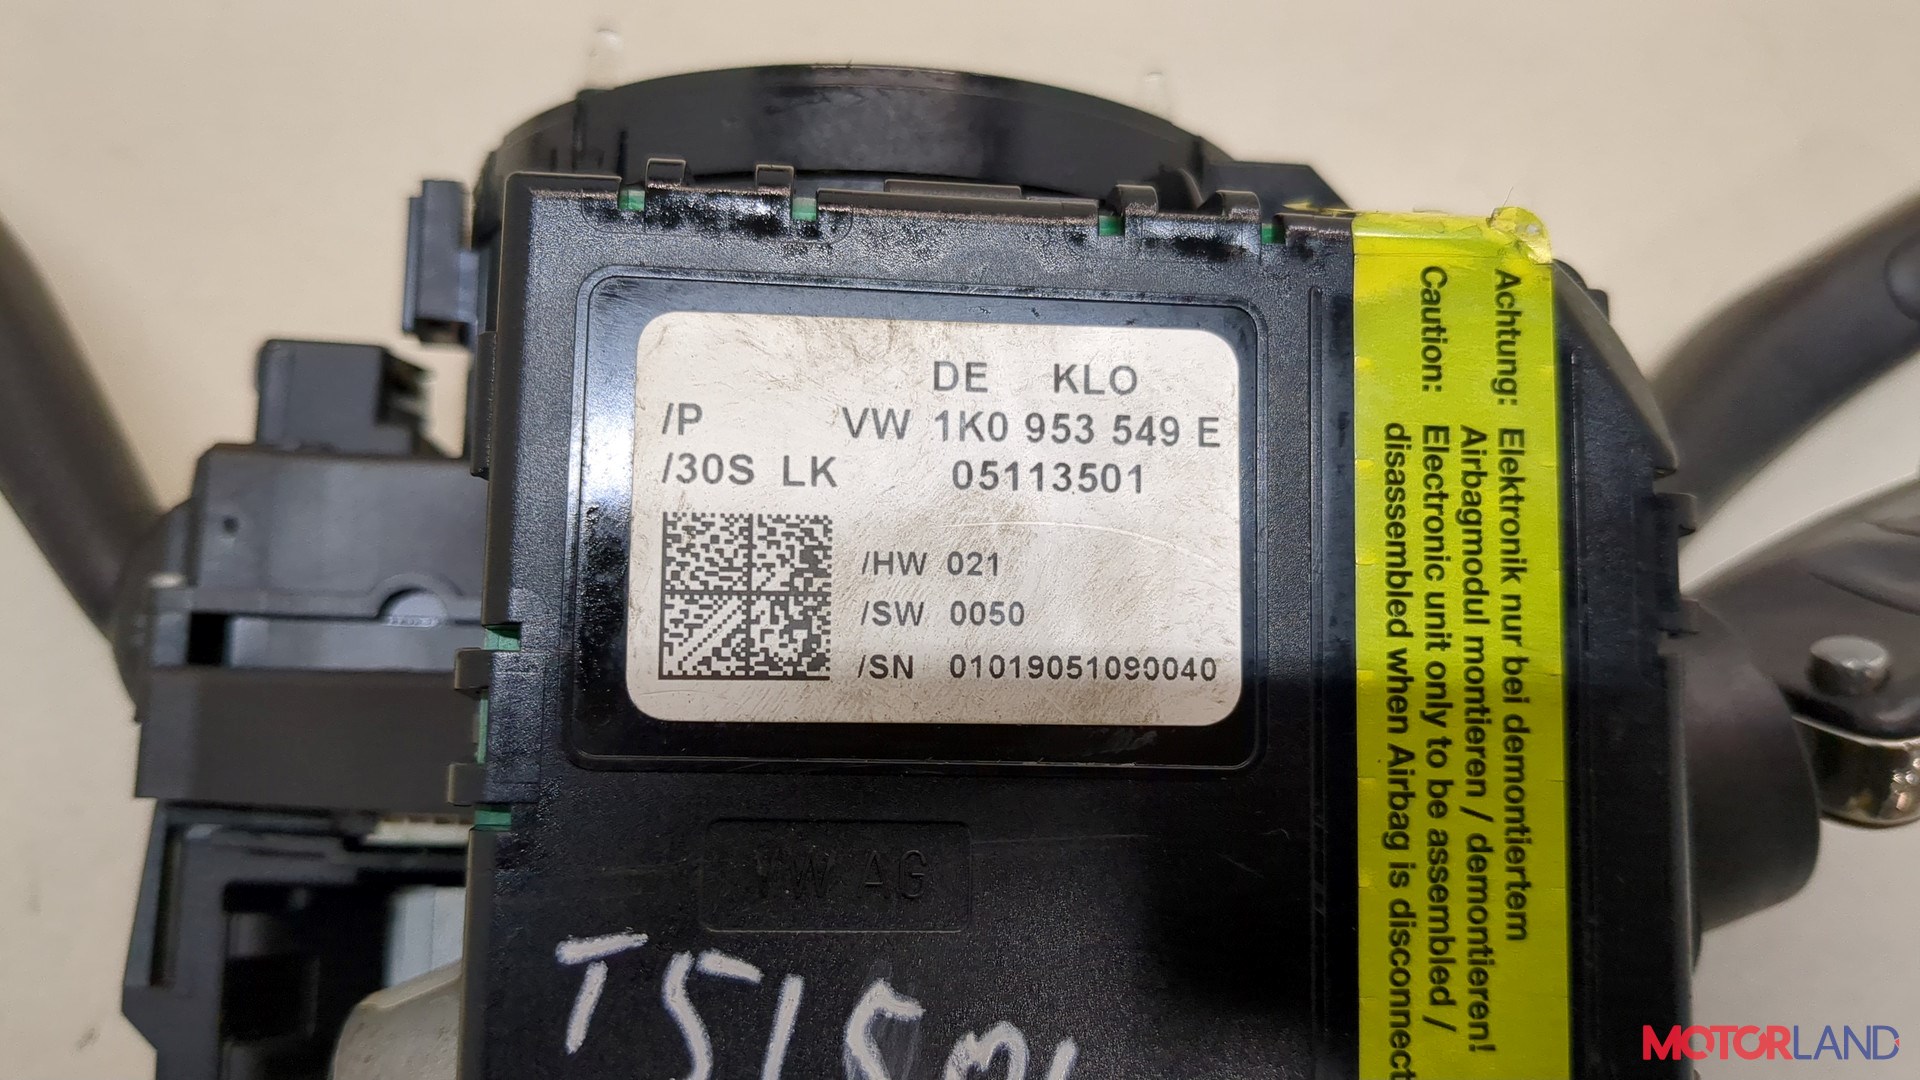 DE KLO
/P VW 1K0 953 549 E
/30S LK 05113501
/HW 021
/SW 0050
/SN 01019051090040
VW AG
Achtung: Elektronik nur bei demontiertem
Airbagmodul montieren / demontieren!
Caution: Electronic unit only to be assembled /
disassembled when Airbag is disconnect
MOTORLAND